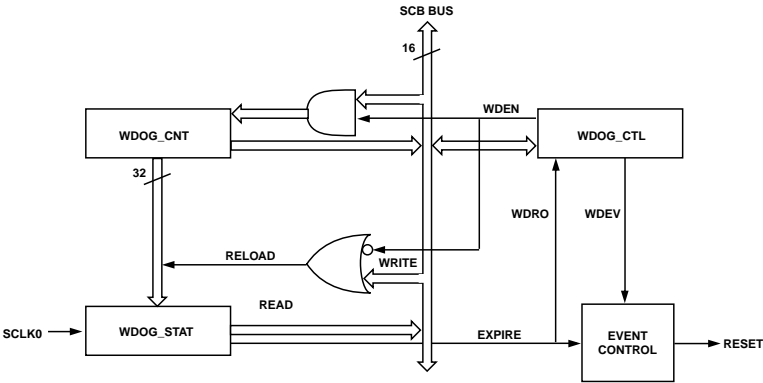 SCB BUS
16
WDEN
WDOG_CNT
WDOG_CTL
32
WDRO
WDEV
RELOAD
WRITE
READ
SCLK0
WDOG_STAT
EXPIRE
EVENT
CONTROL
RESET